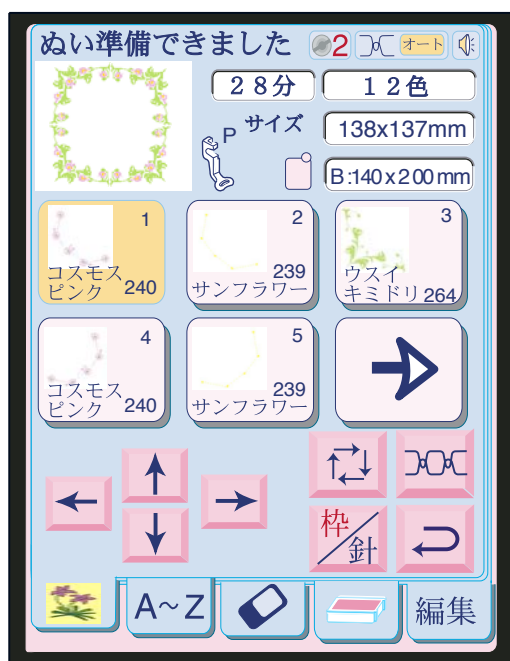 ぬい準備できました 2 オート
28分 12色
P サイズ 138x137mm
B:140x200mm
1
コスモス
ピンク 240
2
239
サンフラワー
3
ウスイ
キミドリ 264
4
コスモス
ピンク 240
5
239
サンフラワー
枠/針
A~Z 編集